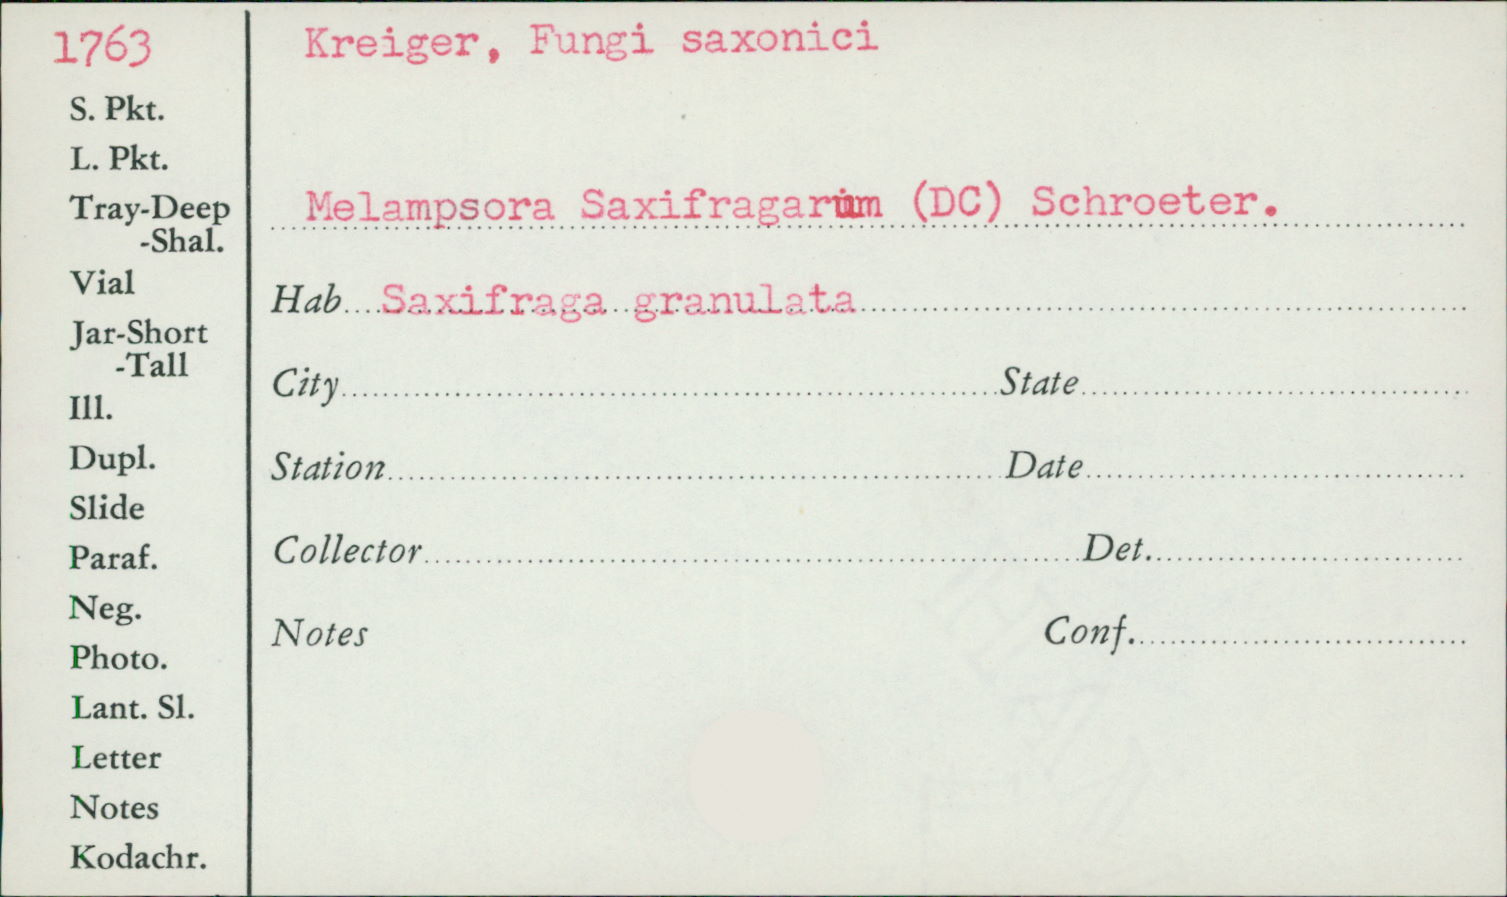 1763
Kreiger, Fungi saxonici
S. Pkt.
L. Pkt.
Tray-Deep
-Shal.
Vial
Jar-Short
-Tall
Ill.
Dupl.
Slide
Paraf.
Neg.
Photo.
Lant. Sl.
Letter
Notes
Kodachr.
Melampsora Saxifragarum (DC) Schroeter.
Hab Saxifraga granulata
City State
Station Date
Collector Det.
Notes Conf.